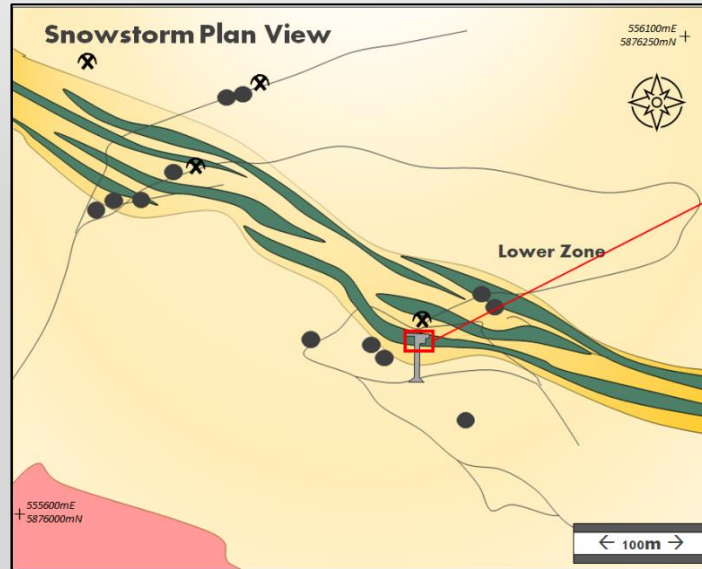 Snowstorm Plan View
556100mE
5876250mN
Lower Zone
555600mE
5876000mN
← 100m →